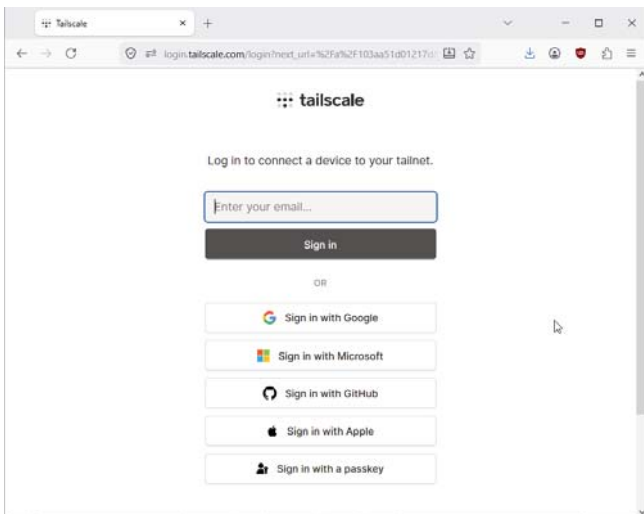 Tailscale
login.tailscale.com/login?next_url=%2Fa%2F103aa51d01217d
tailscale
Log in to connect a device to your tailnet.
Enter your email...
Sign in
OR
Sign in with Google
Sign in with Microsoft
Sign in with GitHub
Sign in with Apple
Sign in with a passkey